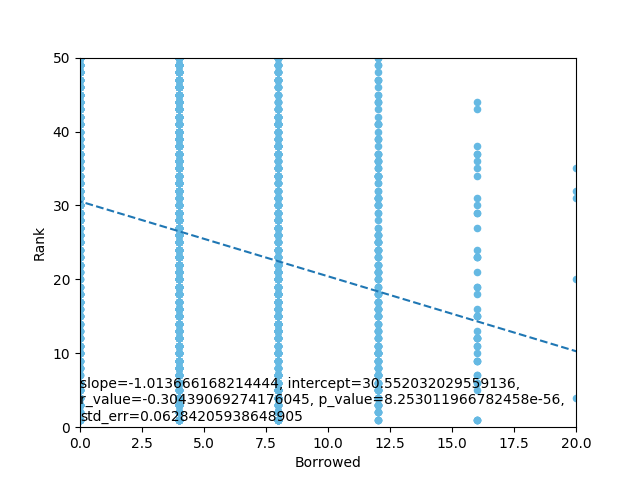 50
40
30
20
10
0
Rank
slope=-1.013666168214444, intercept=30.552032029559136,
r_value=-0.30439069274176045, p_value=8.253011966782458e-56,
std_err=0.06284205938648905
0.0 2.5 5.0 7.5 10.0 12.5 15.0 17.5 20.0
Borrowed